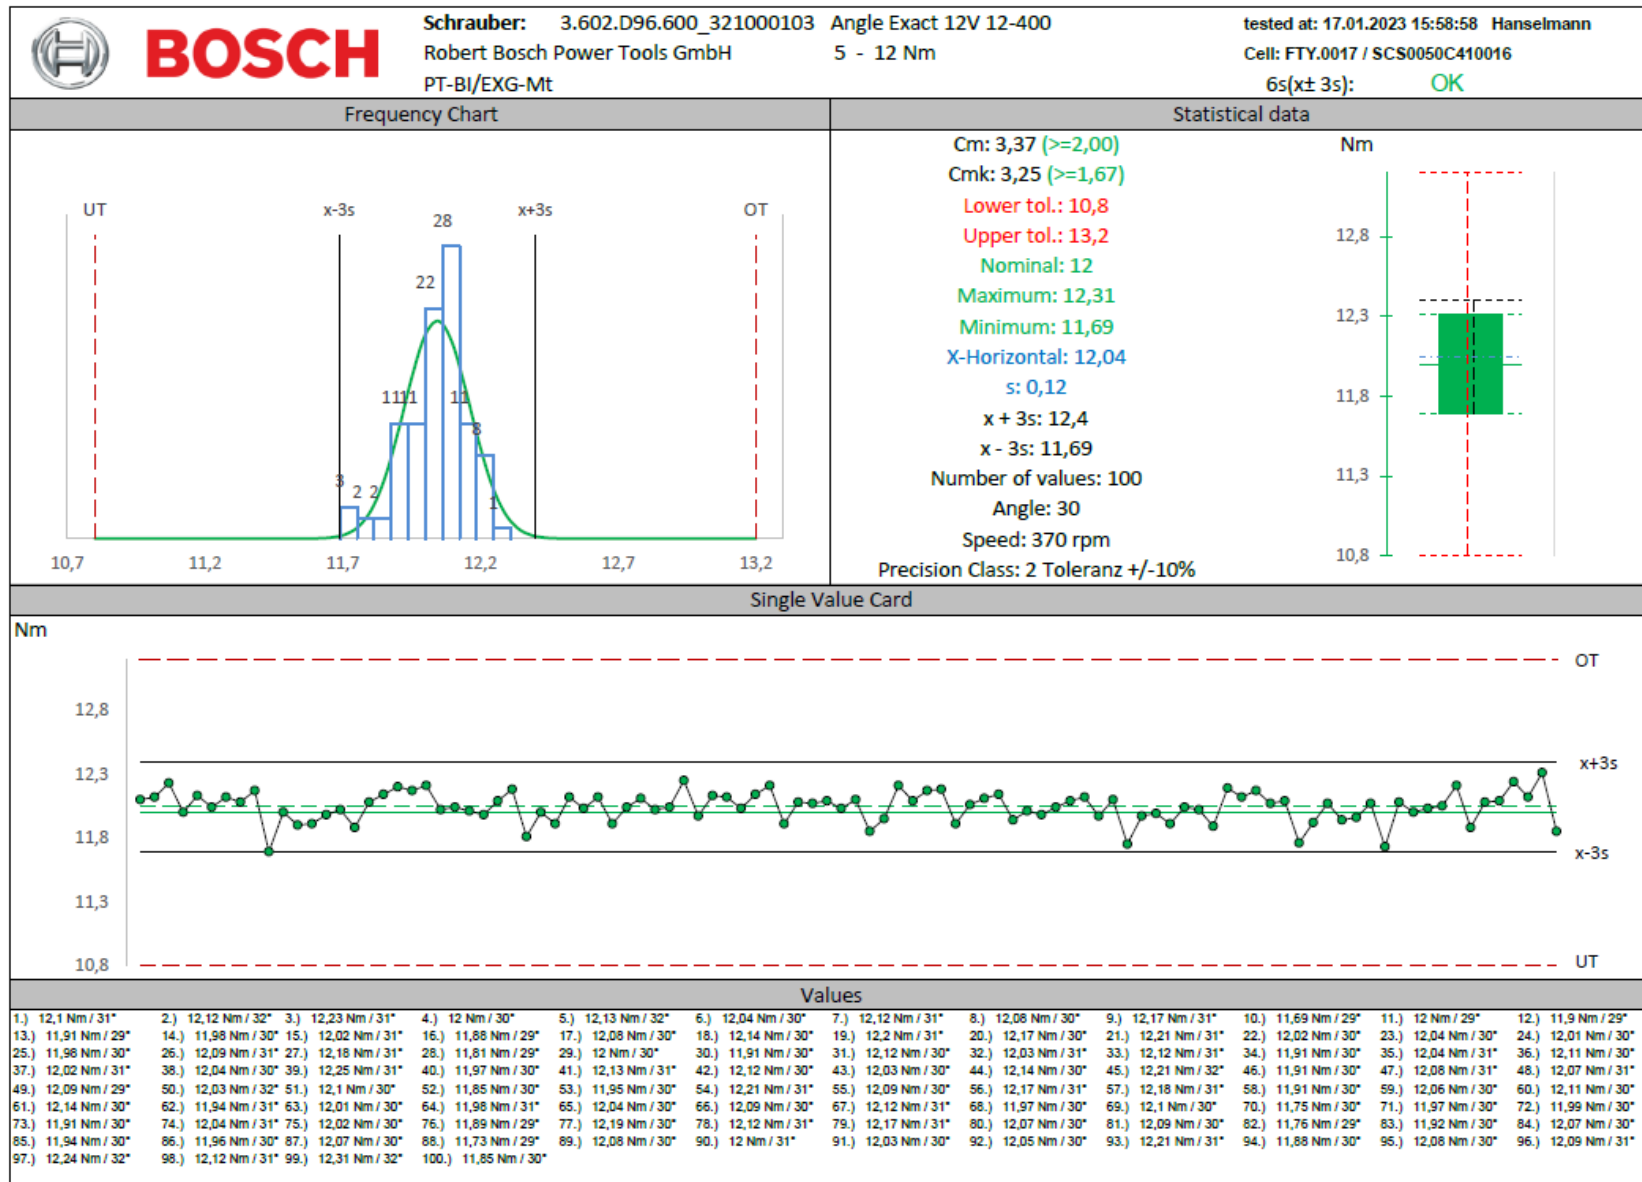 BOSCH
Schrauber: 3.602.D96.600_321000103 Angle Exact 12V 12-400
Robert Bosch Power Tools GmbH 5 - 12 Nm
PT-BI/EXG-Mt
tested at: 17.01.2023 15:58:58 Hanselmann
Cell: FTY.0017 / SCS0050C410016
6s(x± 3s): OK
Frequency Chart
UT x-3s x+3s OT
28
22
11 11 11
8
3 2 2 1
10,7 11,2 11,7 12,2 12,7 13,2
Statistical data
Cm: 3,37 (>=2,00)
Cmk: 3,25 (>=1,67)
Lower tol.: 10,8
Upper tol.: 13,2
Nominal: 12
Maximum: 12,31
Minimum: 11,69
X-Horizontal: 12,04
s: 0,12
x + 3s: 12,4
x - 3s: 11,69
Number of values: 100
Angle: 30
Speed: 370 rpm
Precision Class: 2 Toleranz +/-10%
Nm
12,8
12,3
11,8
11,3
10,8
Single Value Card
Nm
OT
12,8
12,3 x+3s
11,8 x-3s
11,3
10,8 UT
Values
1.) 12,1 Nm / 31° 2.) 12,12 Nm / 32° 3.) 12,23 Nm / 31° 4.) 12 Nm / 30° 5.) 12,13 Nm / 32° 6.) 12,04 Nm / 30° 7.) 12,12 Nm / 31° 8.) 12,08 Nm / 30° 9.) 12,17 Nm / 31° 10.) 11,69 Nm / 29° 11.) 12 Nm / 29° 12.) 11,9 Nm / 29°
13.) 11,91 Nm / 29° 14.) 11,98 Nm / 30° 15.) 12,02 Nm / 31° 16.) 11,88 Nm / 29° 17.) 12,08 Nm / 30° 18.) 12,14 Nm / 30° 19.) 12,2 Nm / 31° 20.) 12,17 Nm / 30° 21.) 12,21 Nm / 31° 22.) 12,02 Nm / 30° 23.) 12,04 Nm / 30° 24.) 12,01 Nm / 30°
25.) 11,98 Nm / 30° 26.) 12,09 Nm / 31° 27.) 12,18 Nm / 31° 28.) 11,81 Nm / 29° 29.) 12 Nm / 30° 30.) 11,91 Nm / 30° 31.) 12,12 Nm / 30° 32.) 12,03 Nm / 31° 33.) 12,12 Nm / 31° 34.) 11,91 Nm / 30° 35.) 12,04 Nm / 31° 36.) 12,11 Nm / 30°
37.) 12,02 Nm / 31° 38.) 12,04 Nm / 30° 39.) 12,25 Nm / 31° 40.) 11,97 Nm / 30° 41.) 12,13 Nm / 31° 42.) 12,12 Nm / 30° 43.) 12,03 Nm / 30° 44.) 12,14 Nm / 30° 45.) 12,21 Nm / 32° 46.) 11,91 Nm / 30° 47.) 12,08 Nm / 31° 48.) 12,07 Nm / 31°
49.) 12,09 Nm / 29° 50.) 12,03 Nm / 32° 51.) 12,1 Nm / 30° 52.) 11,85 Nm / 30° 53.) 11,95 Nm / 30° 54.) 12,21 Nm / 31° 55.) 12,09 Nm / 30° 56.) 12,17 Nm / 31° 57.) 12,18 Nm / 31° 58.) 11,91 Nm / 30° 59.) 12,06 Nm / 30° 60.) 12,11 Nm / 30°
61.) 12,14 Nm / 30° 62.) 11,94 Nm / 31° 63.) 12,01 Nm / 30° 64.) 11,98 Nm / 31° 65.) 12,04 Nm / 30° 66.) 12,09 Nm / 30° 67.) 12,12 Nm / 31° 68.) 11,97 Nm / 30° 69.) 12,1 Nm / 30° 70.) 11,75 Nm / 30° 71.) 11,97 Nm / 30° 72.) 11,99 Nm / 30°
73.) 11,91 Nm / 30° 74.) 12,04 Nm / 31° 75.) 12,02 Nm / 30° 76.) 11,89 Nm / 29° 77.) 12,19 Nm / 30° 78.) 12,12 Nm / 31° 79.) 12,17 Nm / 31° 80.) 12,07 Nm / 30° 81.) 12,09 Nm / 30° 82.) 11,76 Nm / 29° 83.) 11,92 Nm / 30° 84.) 12,07 Nm / 30°
85.) 11,94 Nm / 30° 86.) 11,96 Nm / 30° 87.) 12,07 Nm / 30° 88.) 11,73 Nm / 29° 89.) 12,08 Nm / 30° 90.) 12 Nm / 31° 91.) 12,03 Nm / 30° 92.) 12,05 Nm / 30° 93.) 12,21 Nm / 31° 94.) 11,88 Nm / 30° 95.) 12,08 Nm / 30° 96.) 12,09 Nm / 31°
97.) 12,24 Nm / 32° 98.) 12,12 Nm / 31° 99.) 12,31 Nm / 32° 100.) 11,85 Nm / 30°